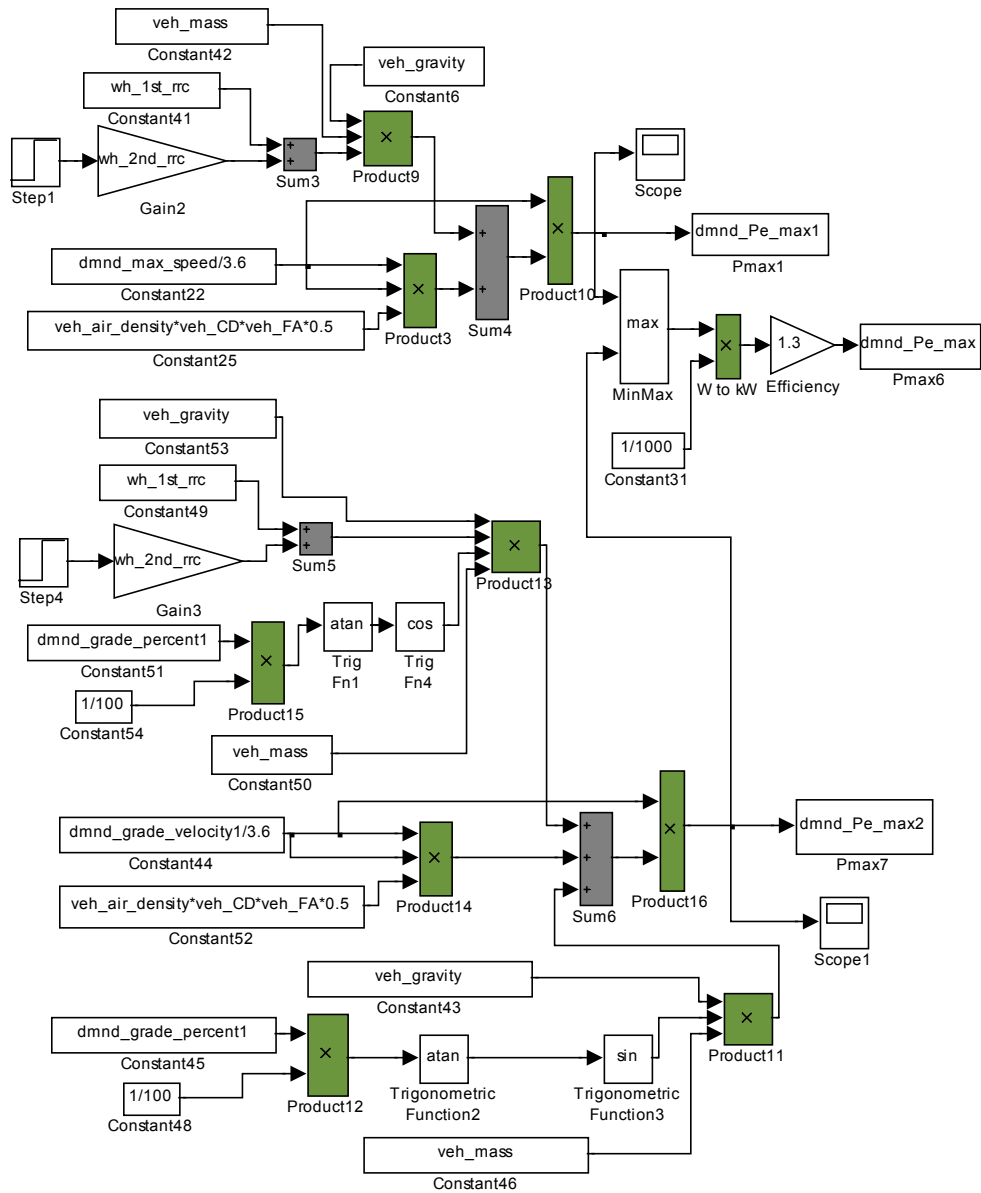 veh_mass
Constant42
veh_gravity
Constant6
wh_1st_rrc
Constant41
Step1
wh_2nd_rrc
Gain2
+
+
Sum3
×
Product9
Scope
dmnd_max_speed/3.6
Constant22
×
Product3
+
+
Sum4
×
Product10
dmnd_Pe_max1
Pmax1
veh_air_density*veh_CD*veh_FA*0.5
Constant25
max
MinMax
×
W to kW
1.3
Efficiency
dmnd_Pe_max
Pmax6
1/1000
Constant31
veh_gravity
Constant53
wh_1st_rrc
Constant49
Step4
wh_2nd_rrc
Gain3
+
+
Sum5
×
Product13
dmnd_grade_percent1
Constant51
1/100
Constant54
×
Product15
atan
Trig
Fn1
cos
Trig
Fn4
veh_mass
Constant50
dmnd_grade_velocity1/3.6
Constant44
×
Product14
+
+
+
Sum6
×
Product16
dmnd_Pe_max2
Pmax7
veh_air_density*veh_CD*veh_FA*0.5
Constant52
Scope1
veh_gravity
Constant43
dmnd_grade_percent1
Constant45
1/100
Constant48
×
Product12
atan
Trigonometric
Function2
sin
Trigonometric
Function3
×
Product11
veh_mass
Constant46